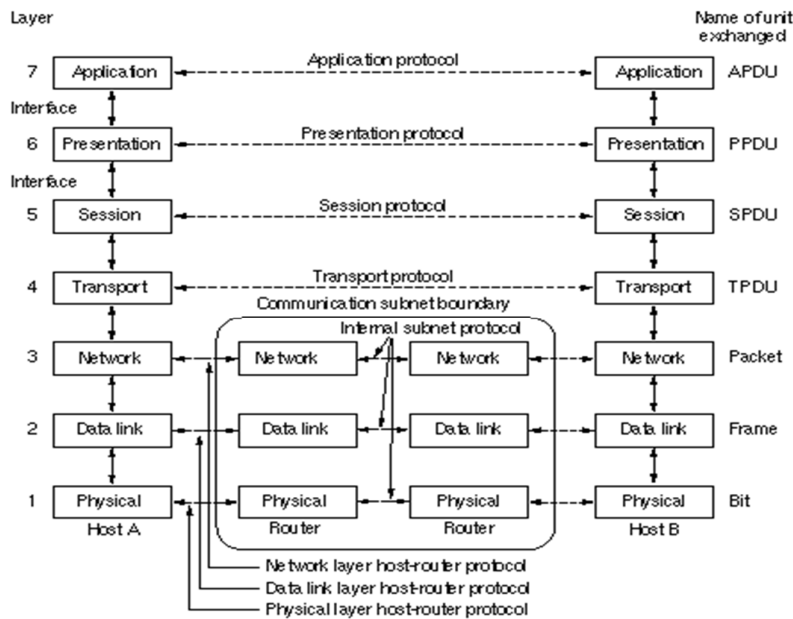 Layer
Name of unit
exchanged
Application protocol
7 Application Application APDU
Interface
Presentation protocol
6 Presentation Presentation PPDU
Interface
Session protocol
5 Session Session SPDU
Transport protocol
4 Transport Transport TPDU
Communication subnet boundary
Internal subnet protocol
3 Network Network Network Network Packet
2 Data link Data link Data link Data link Frame
1 Physical Physical Physical Physical Bit
Host A Router Router Host B
Network layer host-router protocol
Data link layer host-router protocol
Physical layer host-router protocol